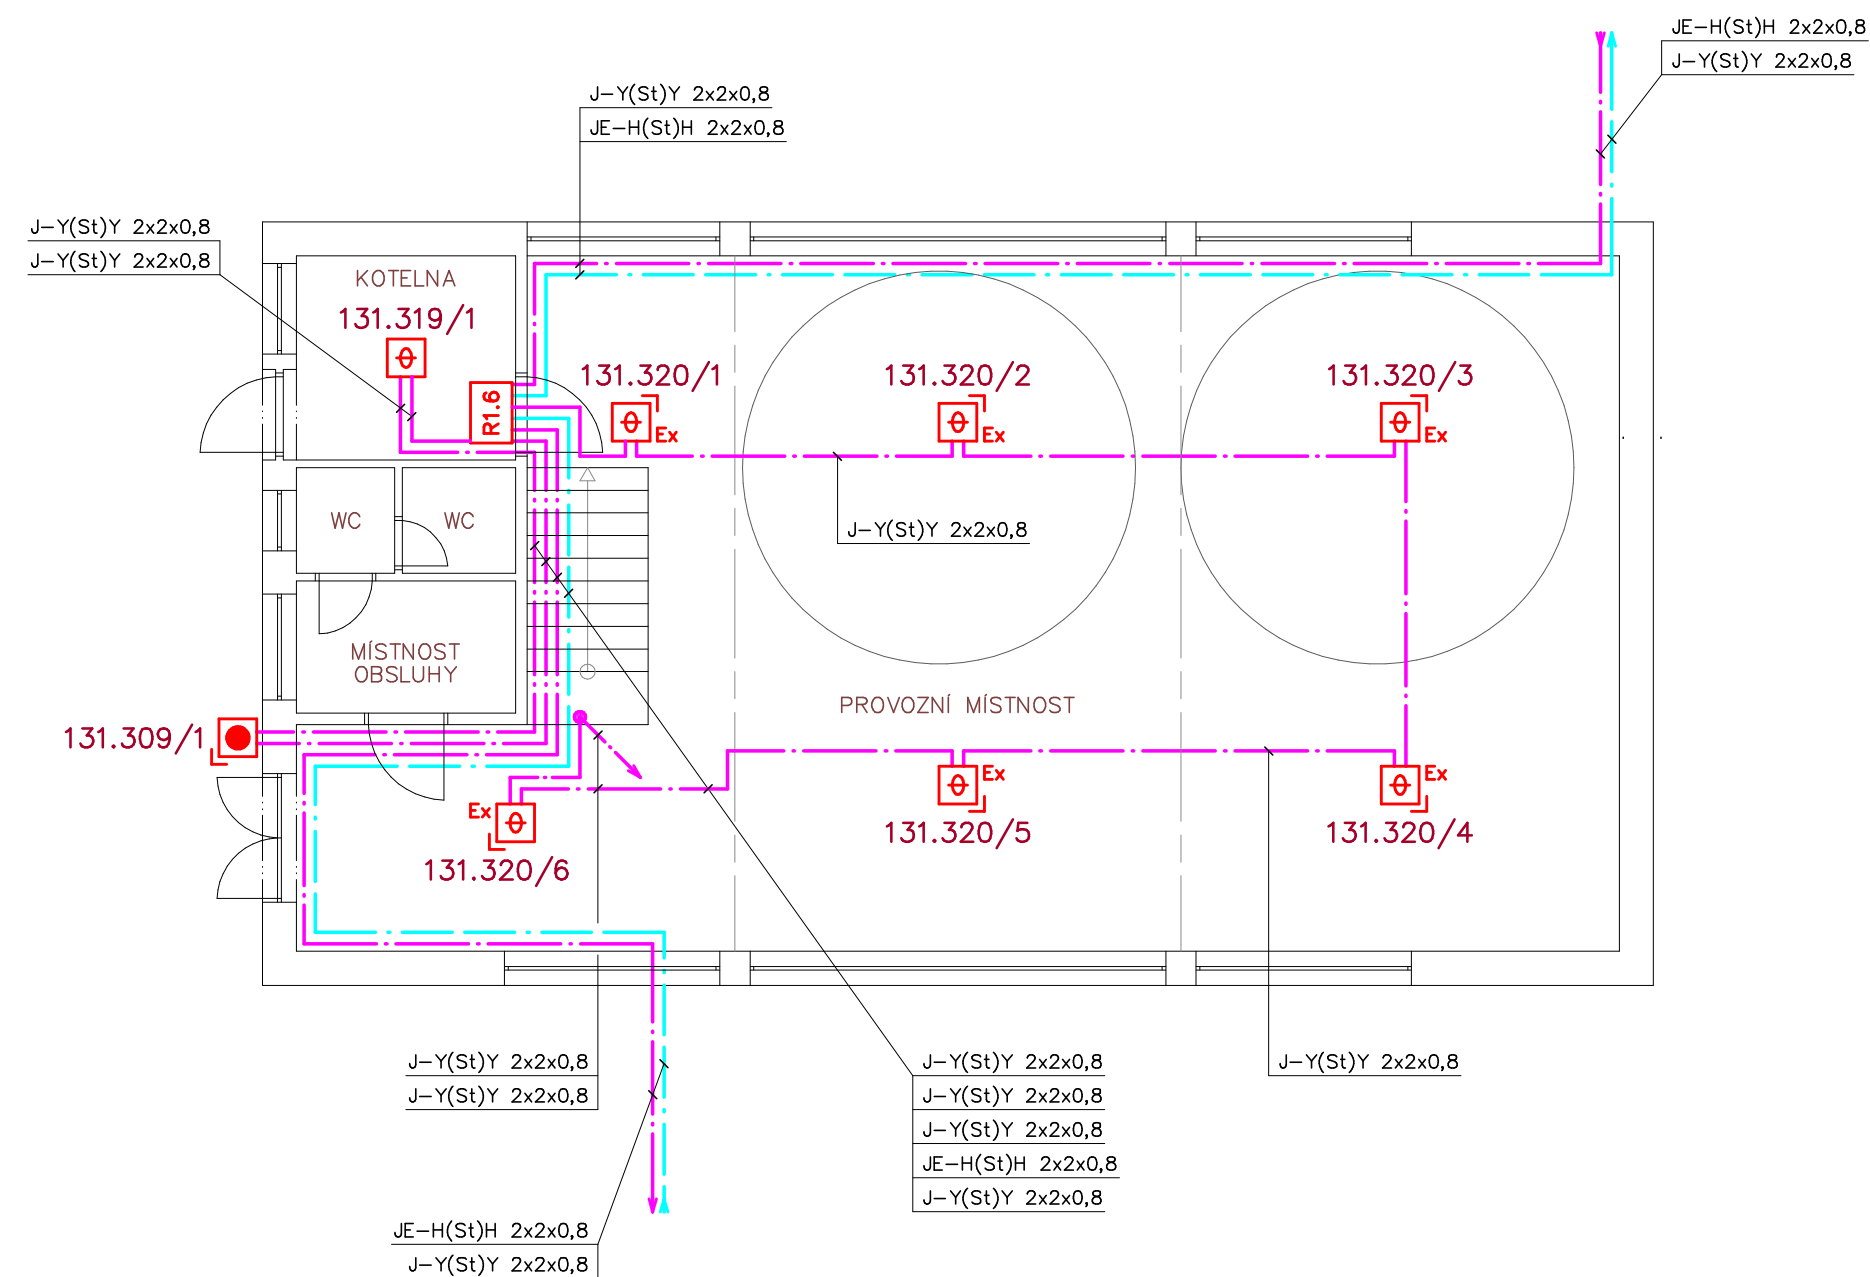 JE-H(St)H 2x2x0,8
J-Y(St)Y 2x2x0,8
J-Y(St)Y 2x2x0,8
JE-H(St)H 2x2x0,8
J-Y(St)Y 2x2x0,8
J-Y(St)Y 2x2x0,8
KOTELNA
131.319/1
R1.6
131.320/1
Ex
131.320/2
Ex
131.320/3
Ex
WC
WC
J-Y(St)Y 2x2x0,8
MÍSTNOST
OBSLUHY
PROVOZNÍ MÍSTNOST
131.309/1
Ex
131.320/6
Ex
131.320/5
Ex
131.320/4
J-Y(St)Y 2x2x0,8
J-Y(St)Y 2x2x0,8
J-Y(St)Y 2x2x0,8
J-Y(St)Y 2x2x0,8
J-Y(St)Y 2x2x0,8
JE-H(St)H 2x2x0,8
J-Y(St)Y 2x2x0,8
J-Y(St)Y 2x2x0,8
JE-H(St)H 2x2x0,8
J-Y(St)Y 2x2x0,8